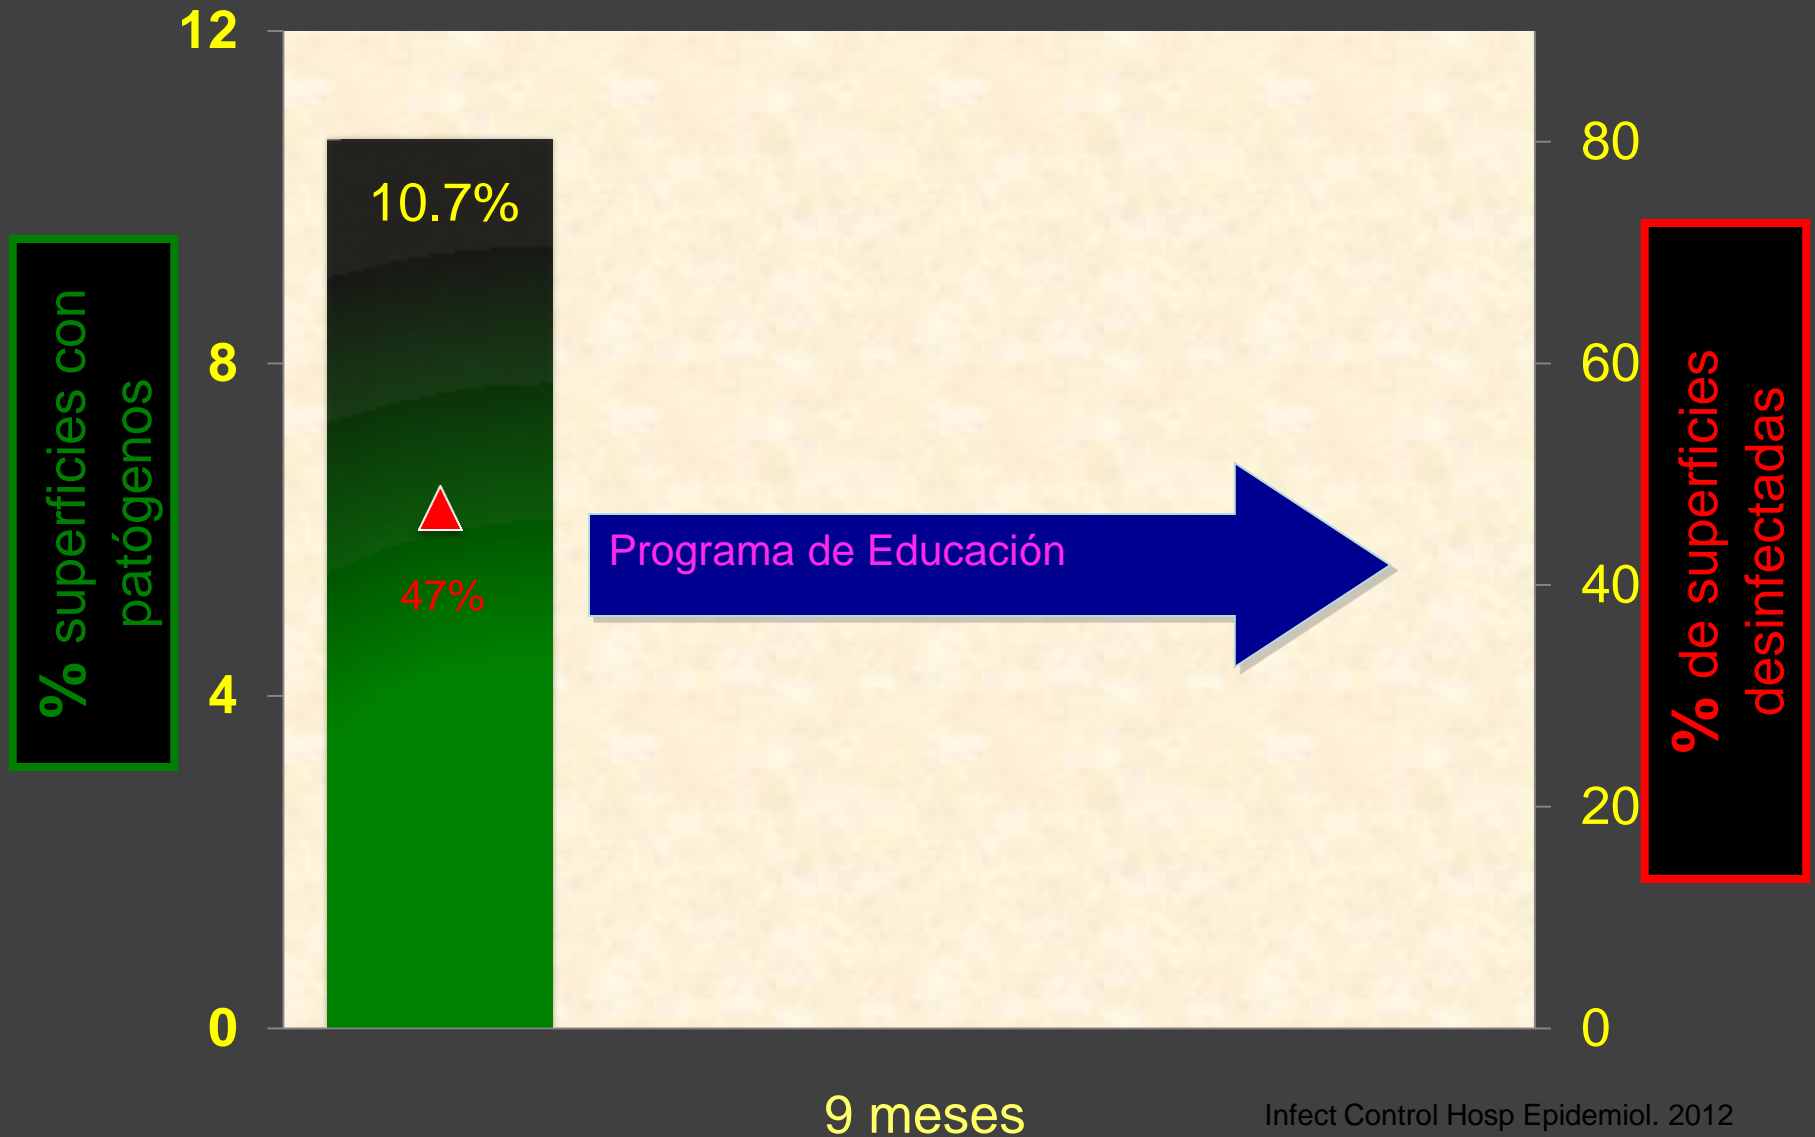 12
8
4
0
% superficies con
patógenos
10.7%
47%
Programa de Educación
80
60
40
20
0
% de superficies
desinfectadas
9 meses
Infect Control Hosp Epidemiol. 2012